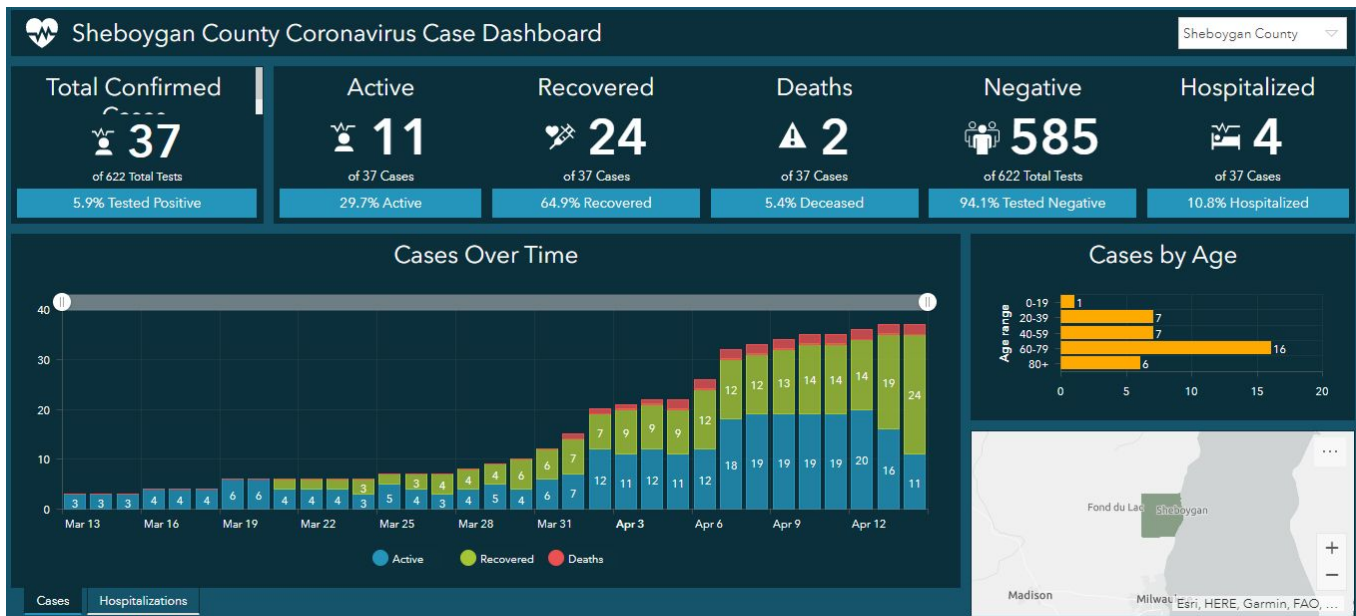 Sheboygan County Coronavirus Case Dashboard
Sheboygan County
Total Confirmed
Cases
37
of 622 Total Tests
5.9% Tested Positive
Active
11
of 37 Cases
29.7% Active
Recovered
24
of 37 Cases
64.9% Recovered
Deaths
2
of 37 Cases
5.4% Deceased
Negative
585
of 622 Total Tests
94.1% Tested Negative
Hospitalized
4
of 37 Cases
10.8% Hospitalized
Cases Over Time
40
30
20
10
0
7 9 9 9 12 12 12 13 14 14 14 19 24
3 3 4 4 4 6 6 7
3 3 3 4 4 4 6 6 4 4 4 3 5 4 3 4 5 4 6 7 12 11 12 11 12 18 19 19 19 19 20 16 11
Mar 13 Mar 16 Mar 19 Mar 22 Mar 25 Mar 28 Mar 31 Apr 3 Apr 6 Apr 9 Apr 12
Active Recovered Deaths
Cases Hospitalizations
Cases by Age
Age range
0-19 1
20-39 7
40-59 7
60-79 16
80+ 6
0 5 10 15 20
...
Fond du Lac Sheboygan
+
−
Madison
Esri, HERE, Garmin, FAO, ...